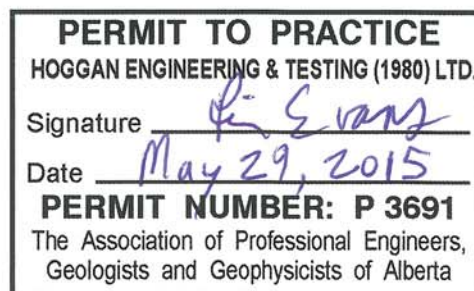 PERMIT TO PRACTICE
HOGGAN ENGINEERING & TESTING (1980) LTD.
Signature Evans
Date May 29, 2015
PERMIT NUMBER: P 3691
The Association of Professional Engineers,
Geologists and Geophysicists of Alberta